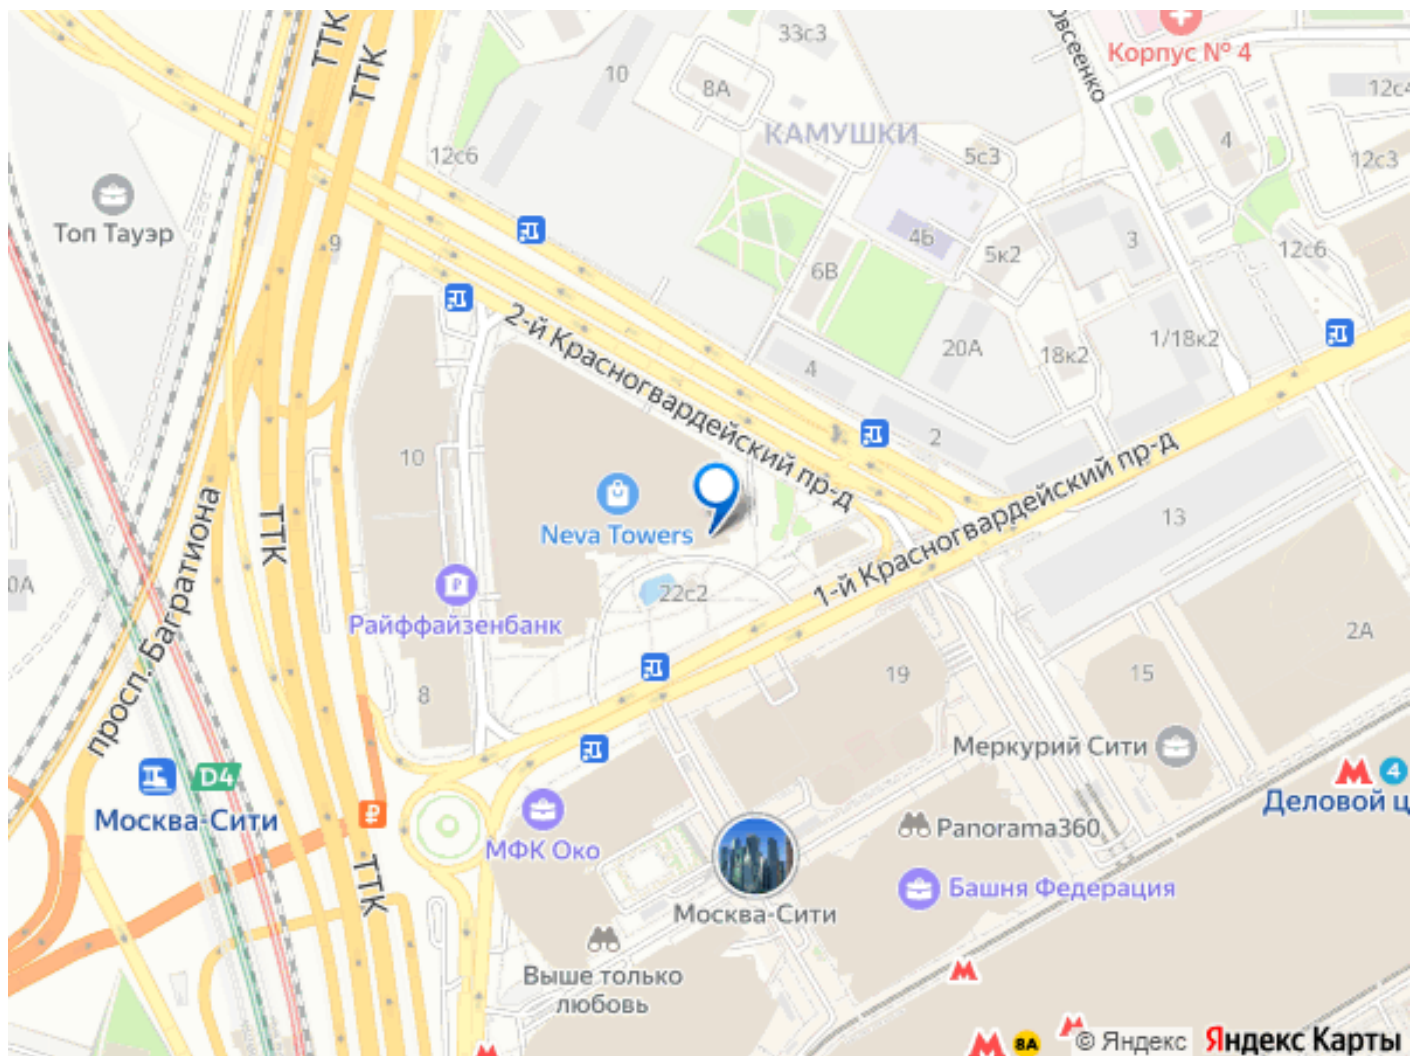 ТТК
ТТК
33с3
Овсеенко
Корпус № 4
10
8А
12с4
КАМУШКИ
4
12с6
5с3
12с3
Топ Тауэр
9
4Б
3
5к2
12с6
6В
2-й Красногвардейский пр-д
1/18к2
20А
18к2
4
2
10
1-й Красногвардейский пр-д
Neva Towers
13
ТТК
просп. Багратиона
22с2
Райффайзенбанк
2А
19
15
8
Меркурий Сити
D4
4
Москва-Сити
Деловой ц
Panorama360
МФК Око
ТТК
Башня Федерация
Москва-Сити
Выше только
любовь
8А
© Яндекс Яндекс Карты